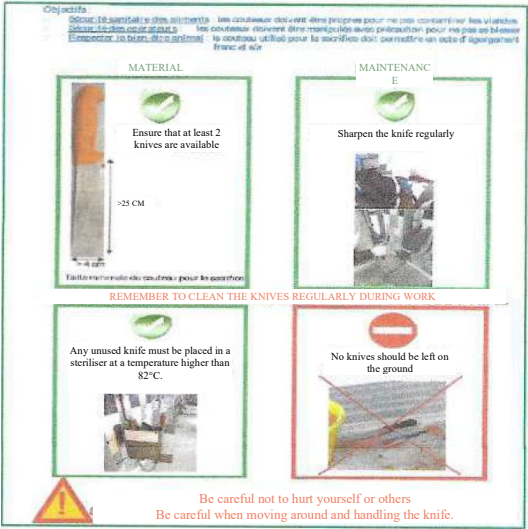 Objectifs
Sécurité sanitaire des aliments : les couteaux doivent être propres pour ne pas contaminer les viandes
Sécurité des opérateurs : les couteaux doivent être manipulés avec précaution pour ne pas se blesser
Respecter le bien être animal : le couteau utilisé pour le sacrifice doit permettre un acte d'égorgement
franc et sûr
MATERIAL
MAINTENANC
E
Ensure that at least 2
knives are available
Sharpen the knife regularly
>25 CM
> 4 cm
Taille minimale du couteau pour le sacrifice
REMEMBER TO CLEAN THE KNIVES REGULARLY DURING WORK
Any unused knife must be placed in a
steriliser at a temperature higher than
82°C.
No knives should be left on
the ground
Be careful not to hurt yourself or others
Be careful when moving around and handling the knife.